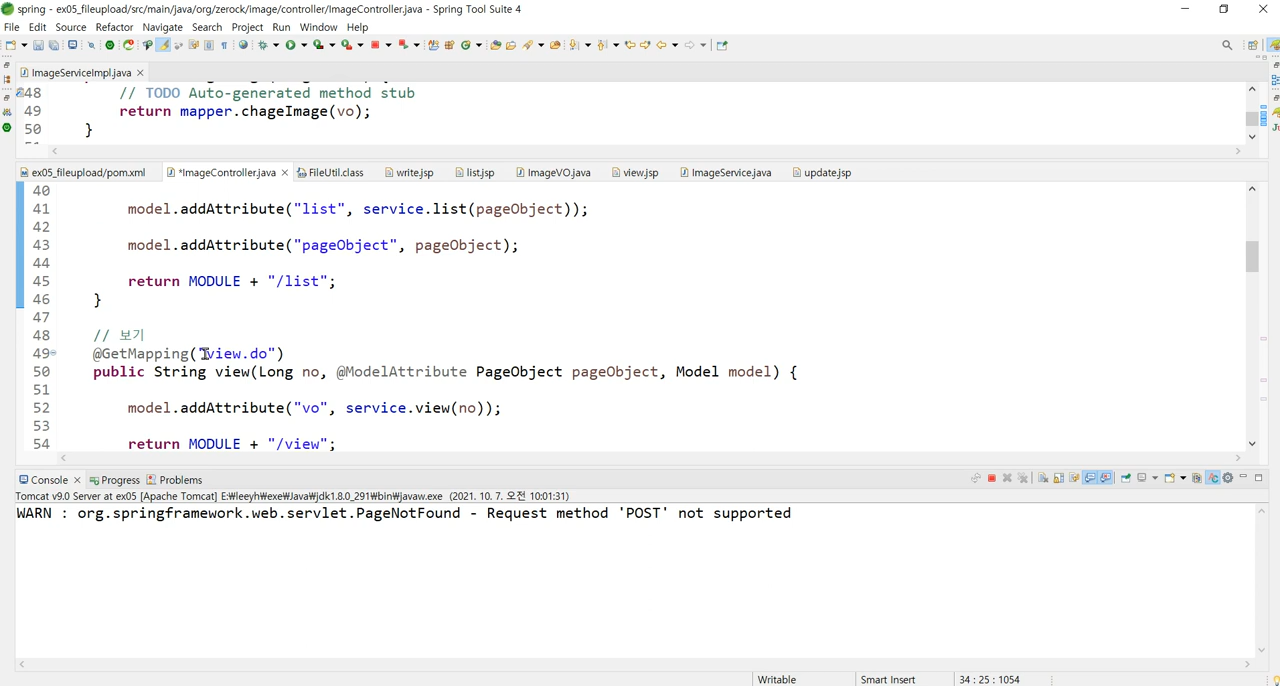 spring - ex05_fileupload/src/main/java/org/zerock/image/controller/ImageController.java - Spring Tool Suite 4
File Edit Source Refactor Navigate Search Project Run Window Help
ImageServiceImpl.java
48 // TODO Auto-generated method stub
49 return mapper.chageImage(vo);
50 }
ex05_fileupload/pom.xml *ImageController.java FileUtil.class write.jsp list.jsp ImageVO.java view.jsp ImageService.java update.jsp
40
41 model.addAttribute("list", service.list(pageObject));
42
43 model.addAttribute("pageObject", pageObject);
44
45 return MODULE + "/list";
46 }
47
48 // 보기
49 @GetMapping("view.do")
50 public String view(Long no, @ModelAttribute PageObject pageObject, Model model) {
51
52 model.addAttribute("vo", service.view(no));
53
54 return MODULE + "/view";
Console Progress Problems
Tomcat v9.0 Server at ex05 [Apache Tomcat] E:₩leeyh₩exe₩Java₩jdk1.8.0_291₩bin₩javaw.exe (2021. 10. 7. 오전 10:01:31)
WARN : org.springframework.web.servlet.PageNotFound - Request method 'POST' not supported
Writable Smart Insert 34 : 25 : 1054